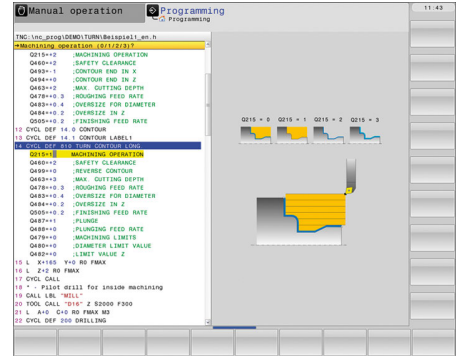 Manual operation
Programming
Programming
11:43
TNC:\nc_prog\DEMO\TURN\Beispiel1_en.h
→Machining operation (0/1/2/3)?
Q215=+2 ;MACHINING OPERATION
Q460=+2 ;SAFETY CLEARANCE
Q493=-1 ;CONTOUR END IN X
Q494=+0 ;CONTOUR END IN Z
Q463=+2 ;MAX. CUTTING DEPTH
Q478=+0.3 ;ROUGHING FEED RATE
Q483=+0.4 ;OVERSIZE FOR DIAMETER
Q484=+0.2 ;OVERSIZE IN Z
Q505=+0.2 ;FINISHING FEED RATE
12 CYCL DEF 14.0 CONTOUR
13 CYCL DEF 14.1 CONTOUR LABEL1
14 CYCL DEF 810 TURN CONTOUR LONG.
Q215=+1 MACHINING OPERATION
Q460=+2 ;SAFETY CLEARANCE
Q499=+0 ;REVERSE CONTOUR
Q463=+3 ;MAX. CUTTING DEPTH
Q478=+0.3 ;ROUGHING FEED RATE
Q483=+0.4 ;OVERSIZE FOR DIAMETER
Q484=+0.2 ;OVERSIZE IN Z
Q505=+0.2 ;FINISHING FEED RATE
Q487=+1 ;PLUNGE
Q488=+0 ;PLUNGING FEED RATE
Q479=+0 ;MACHINING LIMITS
Q480=+0 ;DIAMETER LIMIT VALUE
Q482=+0 ;LIMIT VALUE Z
15 L X+165 Y+0 R0 FMAX
16 L Z+2 R0 FMAX
17 CYCL CALL
18 * - Pilot drill for inside machining
19 CALL LBL "MILL"
20 TOOL CALL "D16" Z S2000 F300
21 L A+0 C+0 R0 FMAX M3
22 CYCL DEF 200 DRILLING
Q215 = 0 Q215 = 1 Q215 = 2 Q215 = 3